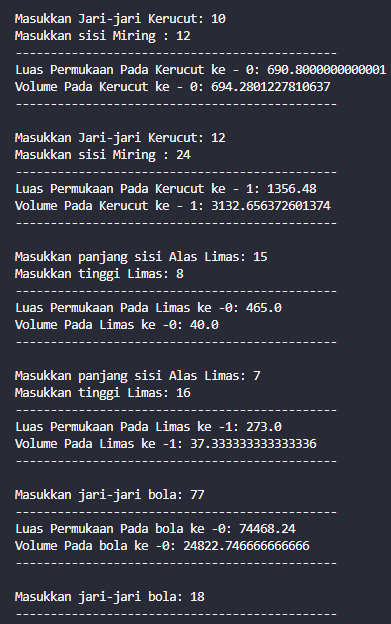 Masukkan Jari-jari Kerucut: 10
Masukkan sisi Miring : 12
----------------------------------------------
Luas Permukaan Pada Kerucut ke - 0: 690.8000000000001
Volume Pada Kerucut ke - 0: 694.2801227810637
----------------------------------------------
Masukkan Jari-jari Kerucut: 12
Masukkan sisi Miring : 24
----------------------------------------------
Luas Permukaan Pada Kerucut ke - 1: 1356.48
Volume Pada Kerucut ke - 1: 3132.656372601374
----------------------------------------------
Masukkan panjang sisi Alas Limas: 15
Masukkan tinggi Limas: 8
----------------------------------------------
Luas Permukaan Pada Limas ke -0: 465.0
Volume Pada Limas ke -0: 40.0
----------------------------------------------
Masukkan panjang sisi Alas Limas: 7
Masukkan tinggi Limas: 16
----------------------------------------------
Luas Permukaan Pada Limas ke -1: 273.0
Volume Pada Limas ke -1: 37.333333333333336
----------------------------------------------
Masukkan jari-jari bola: 77
----------------------------------------------
Luas Permukaan Pada bola ke -0: 74468.24
Volume Pada bola ke -0: 24822.746666666666
----------------------------------------------
Masukkan jari-jari bola: 18
----------------------------------------------